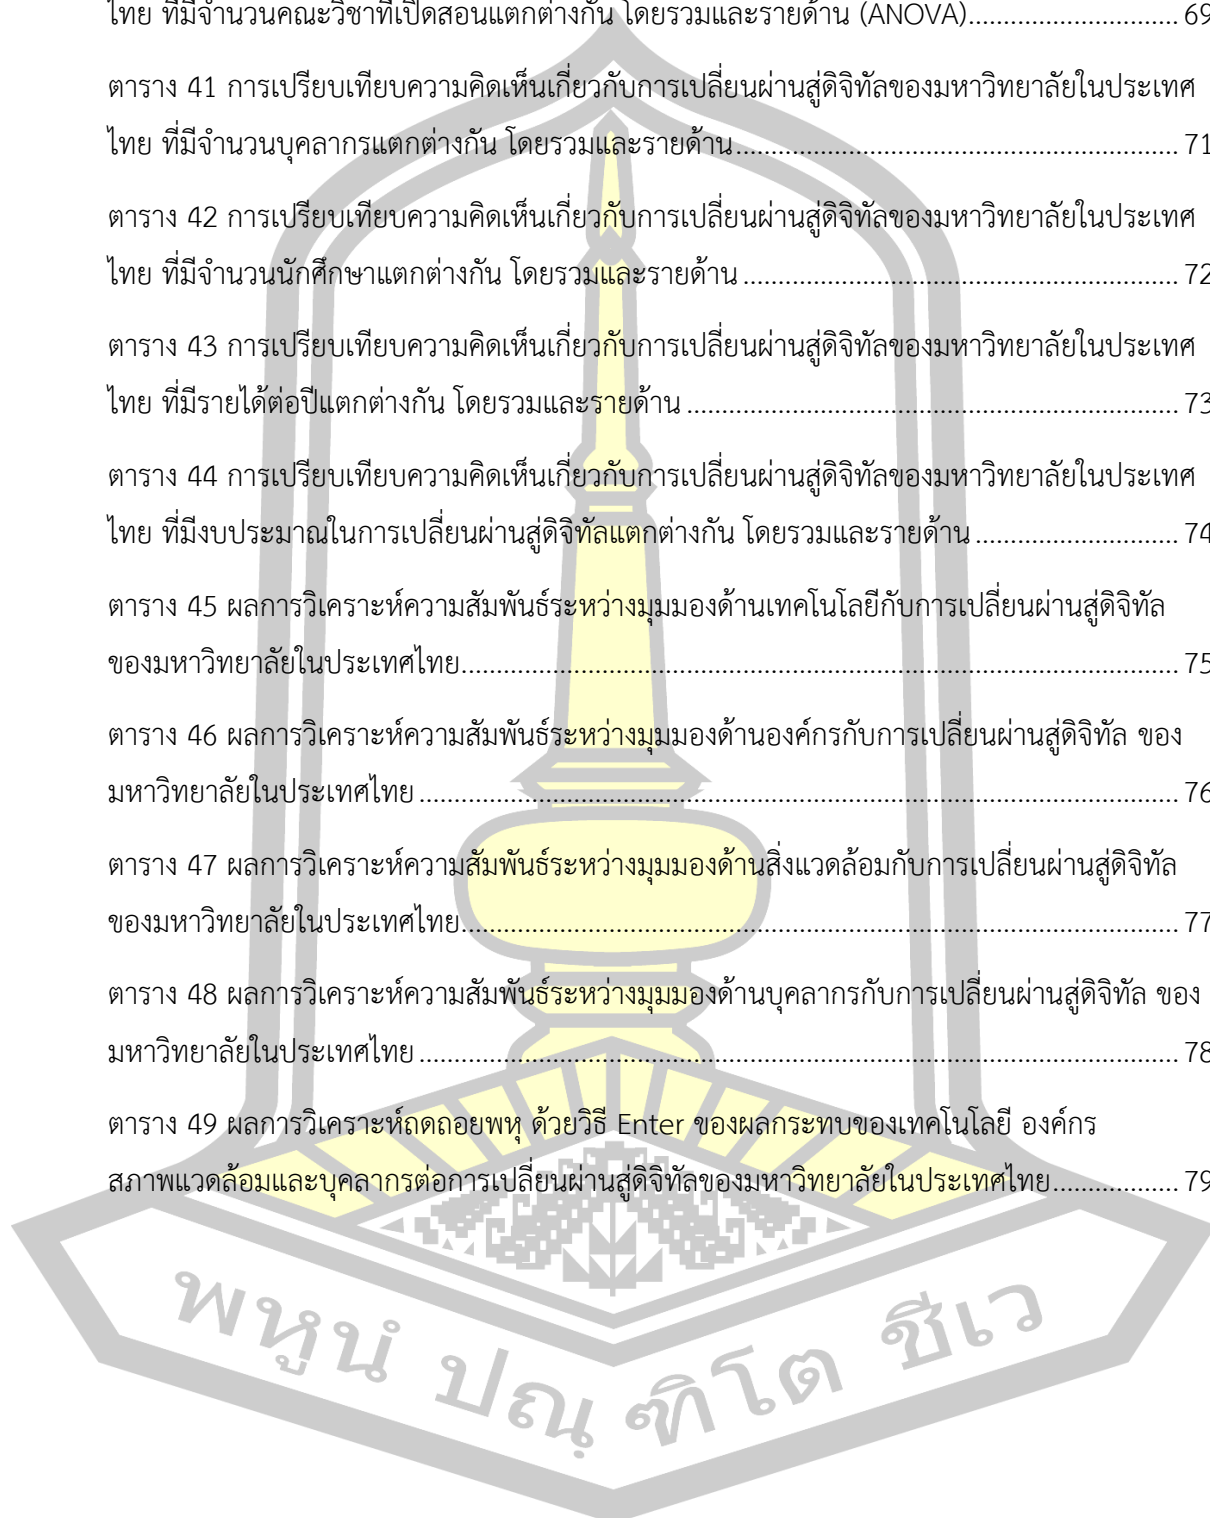 ไทย ที่มีจำนวนคณะวิชาที่เปิดสอนแตกต่างกัน โดยรวมและรายด้าน (ANOVA).............................. 69
ตาราง 41 การเปรียบเทียบความคิดเห็นเกี่ยวกับการเปลี่ยนผ่านสู่ดิจิทัลของมหาวิทยาลัยในประเทศ
ไทย ที่มีจำนวนบุคลากรแตกต่างกัน โดยรวมและรายด้าน................................................................ 71
ตาราง 42 การเปรียบเทียบความคิดเห็นเกี่ยวกับการเปลี่ยนผ่านสู่ดิจิทัลของมหาวิทยาลัยในประเทศ
ไทย ที่มีจำนวนนักศึกษาแตกต่างกัน โดยรวมและรายด้าน .............................................................. 72
ตาราง 43 การเปรียบเทียบความคิดเห็นเกี่ยวกับการเปลี่ยนผ่านสู่ดิจิทัลของมหาวิทยาลัยในประเทศ
ไทย ที่มีรายได้ต่อปีแตกต่างกัน โดยรวมและรายด้าน ...................................................................... 73
ตาราง 44 การเปรียบเทียบความคิดเห็นเกี่ยวกับการเปลี่ยนผ่านสู่ดิจิทัลของมหาวิทยาลัยในประเทศ
ไทย ที่มีงบประมาณในการเปลี่ยนผ่านสู่ดิจิทัลแตกต่างกัน โดยรวมและรายด้าน ............................. 74
ตาราง 45 ผลการวิเคราะห์ความสัมพันธ์ระหว่างมุมมองด้านเทคโนโลยีกับการเปลี่ยนผ่านสู่ดิจิทัล
ของมหาวิทยาลัยในประเทศไทย....................................................................................................... 75
ตาราง 46 ผลการวิเคราะห์ความสัมพันธ์ระหว่างมุมมองด้านองค์กรกับการเปลี่ยนผ่านสู่ดิจิทัล ของ
มหาวิทยาลัยในประเทศไทย ............................................................................................................. 76
ตาราง 47 ผลการวิเคราะห์ความสัมพันธ์ระหว่างมุมมองด้านสิ่งแวดล้อมกับการเปลี่ยนผ่านสู่ดิจิทัล
ของมหาวิทยาลัยในประเทศไทย....................................................................................................... 77
ตาราง 48 ผลการวิเคราะห์ความสัมพันธ์ระหว่างมุมมองด้านบุคลากรกับการเปลี่ยนผ่านสู่ดิจิทัล ของ
มหาวิทยาลัยในประเทศไทย ............................................................................................................. 78
ตาราง 49 ผลการวิเคราะห์ถดถอยพหุ ด้วยวิธี Enter ของผลกระทบของเทคโนโลยี องค์กร
สภาพแวดล้อมและบุคลากรต่อการเปลี่ยนผ่านสู่ดิจิทัลของมหาวิทยาลัยในประเทศไทย.................. 79
พหูนํ ปณฺฑิโต ชีเว